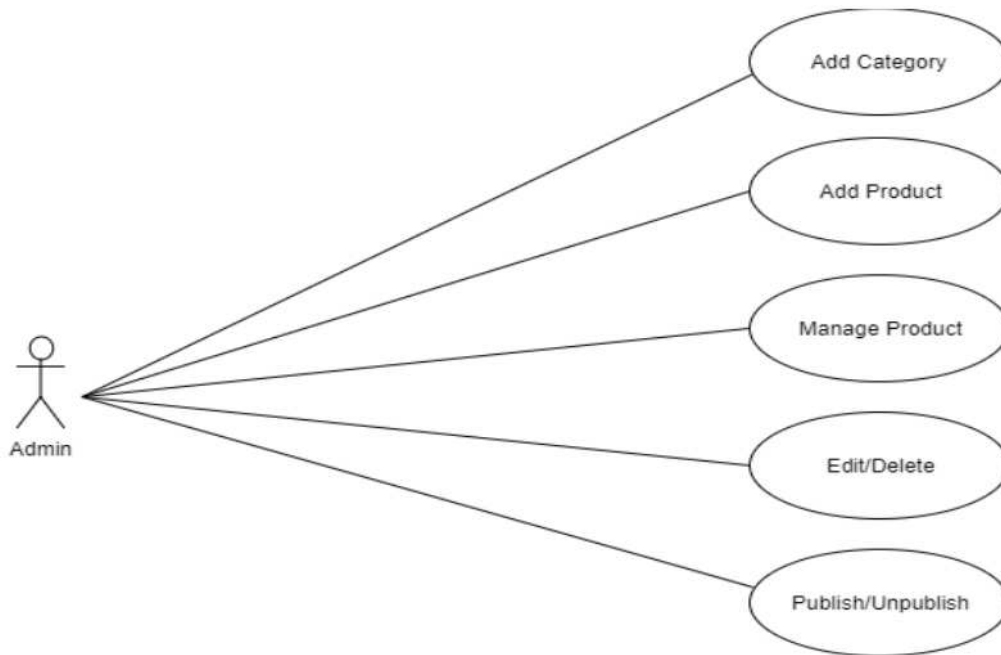 Add Category
Add Product
Manage Product
Admin
Edit/Delete
Publish/Unpublish